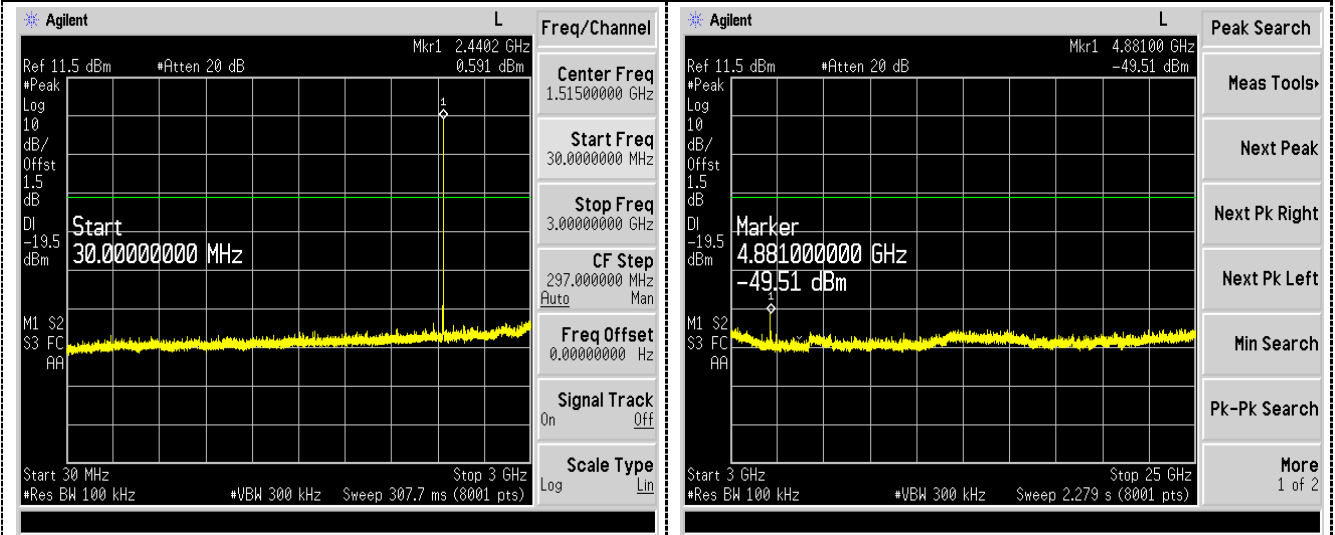 Agilent L
Mkr1 2.4402 GHz
Ref 11.5 dBm #Atten 20 dB 0.591 dBm
#Peak
Log
10
dB/
Offst
1.5
dB
DI
-19.5
dBm
M1 S2
S3 FC
AA
1
Start
30.00000000 MHz
Start 30 MHz Stop 3 GHz
#Res BW 100 kHz #VBW 300 kHz Sweep 307.7 ms (8001 pts)
Freq/Channel
Center Freq
1.51500000 GHz
Start Freq
30.0000000 MHz
Stop Freq
3.00000000 GHz
CF Step
297.000000 MHz
Auto Man
Freq Offset
0.00000000 Hz
Signal Track
On Off
Scale Type
Log Lin
Agilent L
Mkr1 4.88100 GHz
Ref 11.5 dBm #Atten 20 dB -49.51 dBm
#Peak
Log
10
dB/
Offst
1.5
dB
DI
-19.5
dBm
M1 S2
S3 FC
AA
Marker
4.881000000 GHz
-49.51 dBm
1
Start 3 GHz Stop 25 GHz
#Res BW 100 kHz #VBW 300 kHz Sweep 2.279 s (8001 pts)
Peak Search
Meas Tools
Next Peak
Next Pk Right
Next Pk Left
Min Search
Pk-Pk Search
More
1 of 2